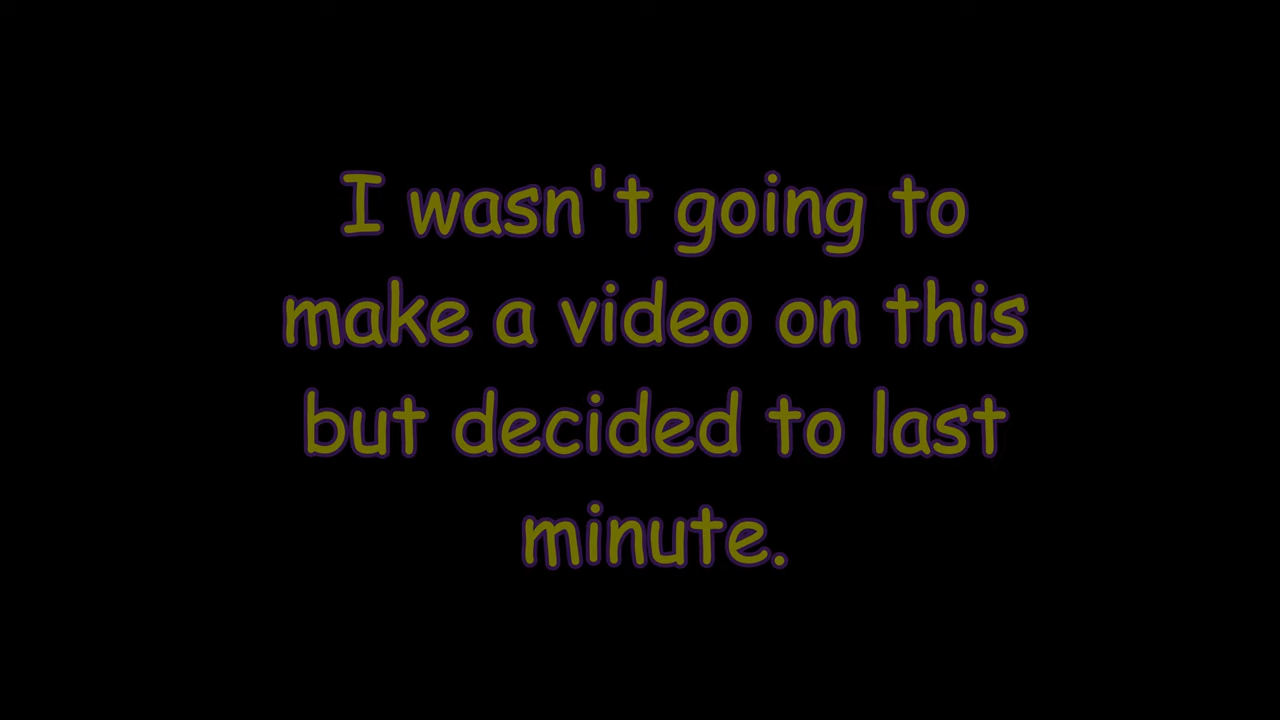 I wasn't going to
make a video on this
but decided to last
minute.